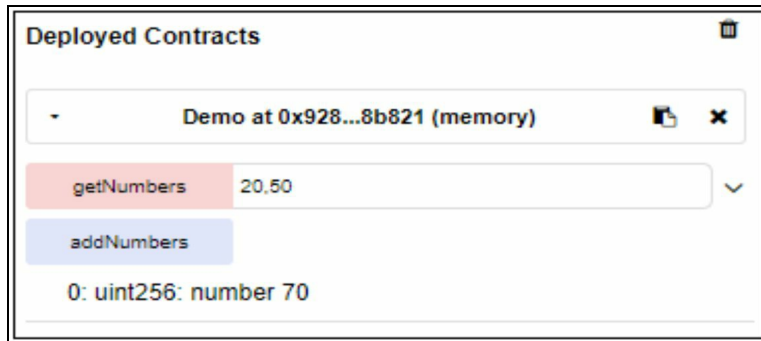 Deployed Contracts
Demo at 0x928...8b821 (memory)
getNumbers 20,50
addNumbers
0: uint256: number 70